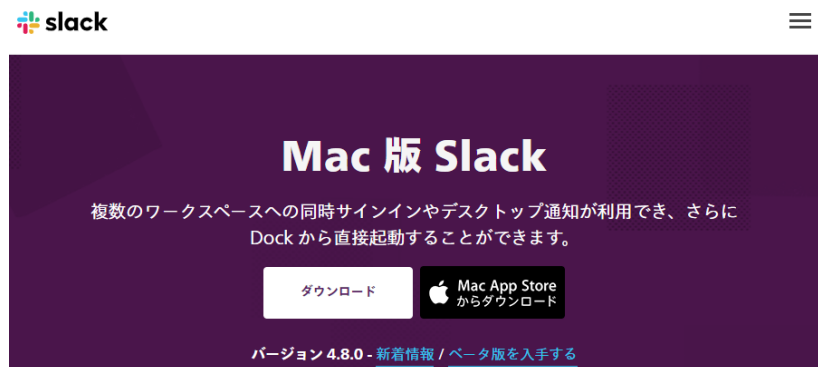 slack
Mac 版 Slack
複数のワークスペースへの同時サインインやデスクトップ通知が利用でき、さらに
Dock から直接起動することができます。
ダウンロード
Mac App Store
からダウンロード
バージョン 4.8.0 - 新着情報 / ベータ版を入手する